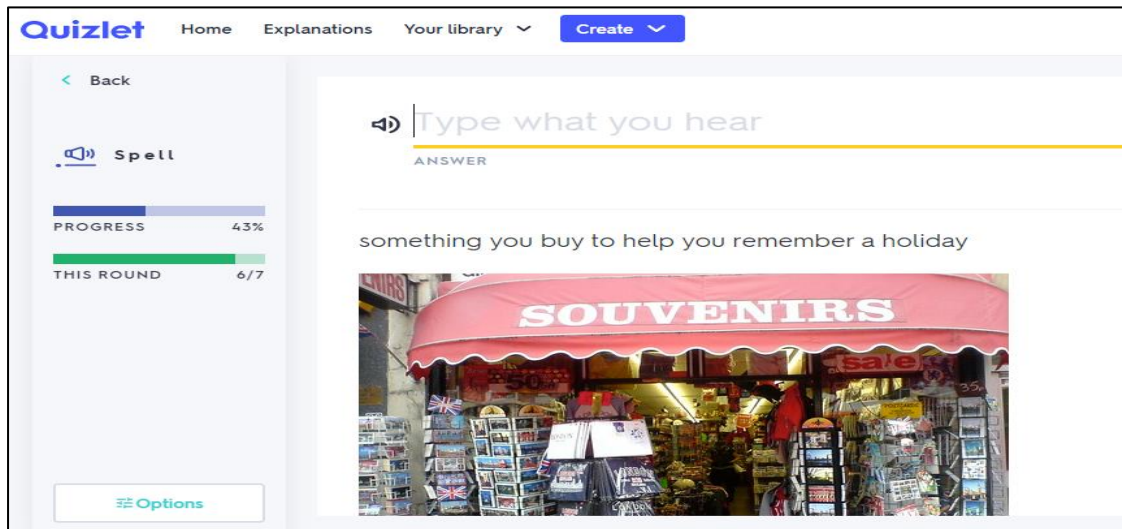 Quizlet Home Explanations Your library Create
Back
Spell
PROGRESS 43%
THIS ROUND 6/7
Options
Type what you hear
ANSWER
something you buy to help you remember a holiday
SOUVENIRS
sale
50